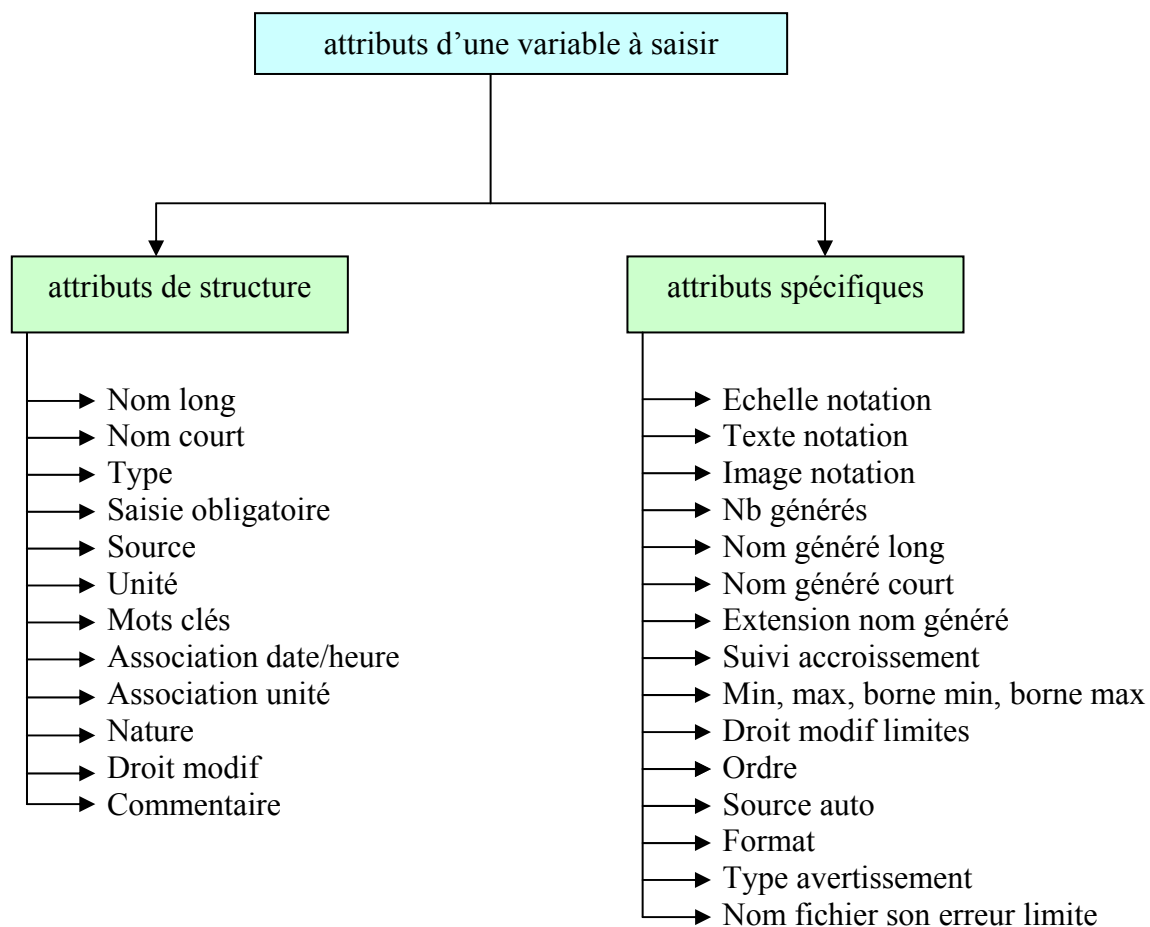 attributs d’une variable à saisir
attributs de structure
Nom long
Nom court
Type
Saisie obligatoire
Source
Unité
Mots clés
Association date/heure
Association unité
Nature
Droit modif
Commentaire
attributs spécifiques
Echelle notation
Texte notation
Image notation
Nb générés
Nom généré long
Nom généré court
Extension nom généré
Suivi accroissement
Min, max, borne min, borne max
Droit modif limites
Ordre
Source auto
Format
Type avertissement
Nom fichier son erreur limite